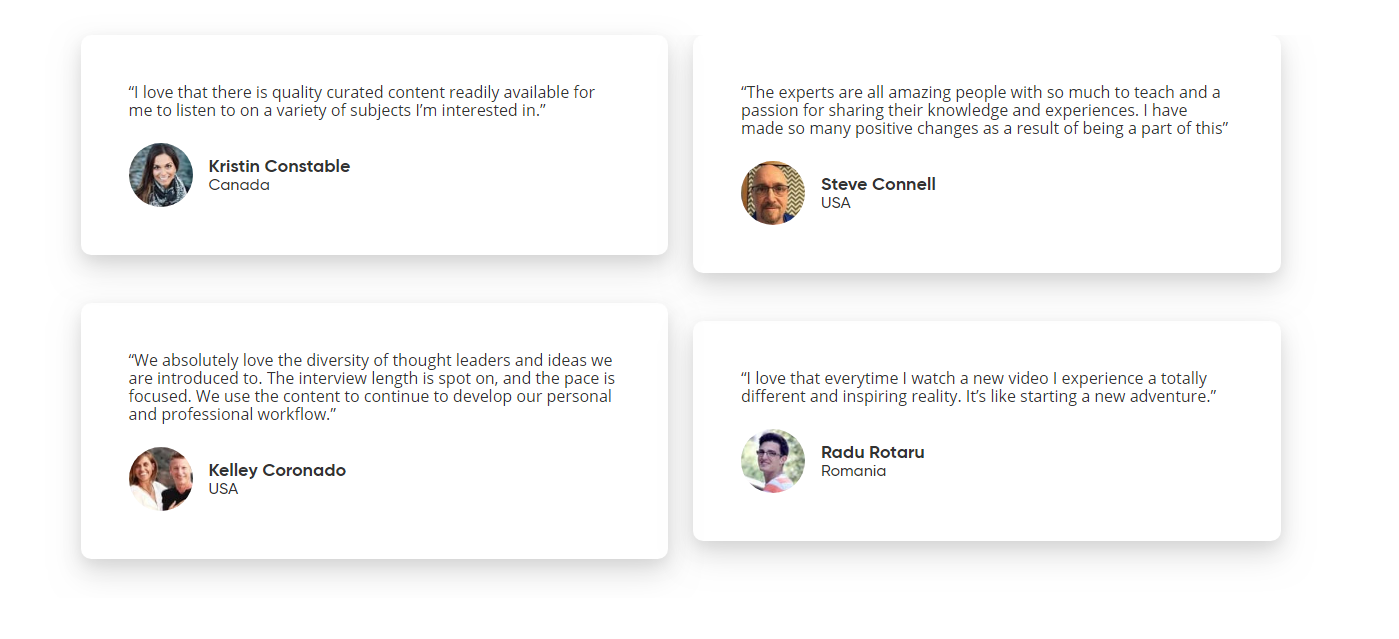 “I love that there is quality curated content readily available for
me to listen to on a variety of subjects I’m interested in.”
Kristin Constable
Canada
“The experts are all amazing people with so much to teach and a
passion for sharing their knowledge and experiences. I have
made so many positive changes as a result of being a part of this”
Steve Connell
USA
“We absolutely love the diversity of thought leaders and ideas we
are introduced to. The interview length is spot on, and the pace is
focused. We use the content to continue to develop our personal
and professional workflow.”
Kelley Coronado
USA
“I love that everytime I watch a new video I experience a totally
different and inspiring reality. It’s like starting a new adventure.”
Radu Rotaru
Romania